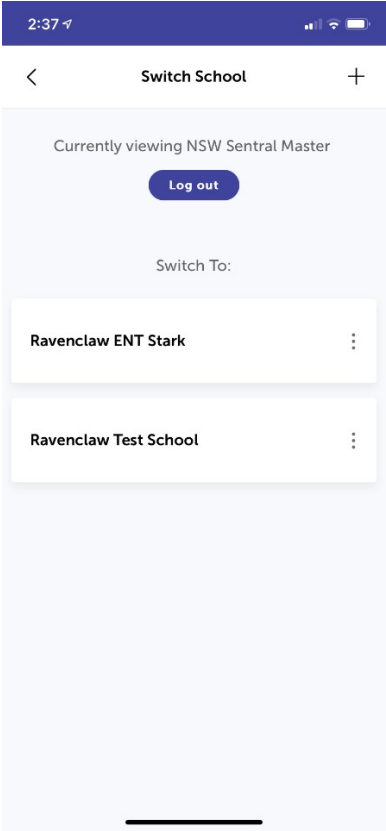 2:37
Switch School
Currently viewing NSW Sentral Master
Log out
Switch To:
Ravenclaw ENT Stark
Ravenclaw Test School